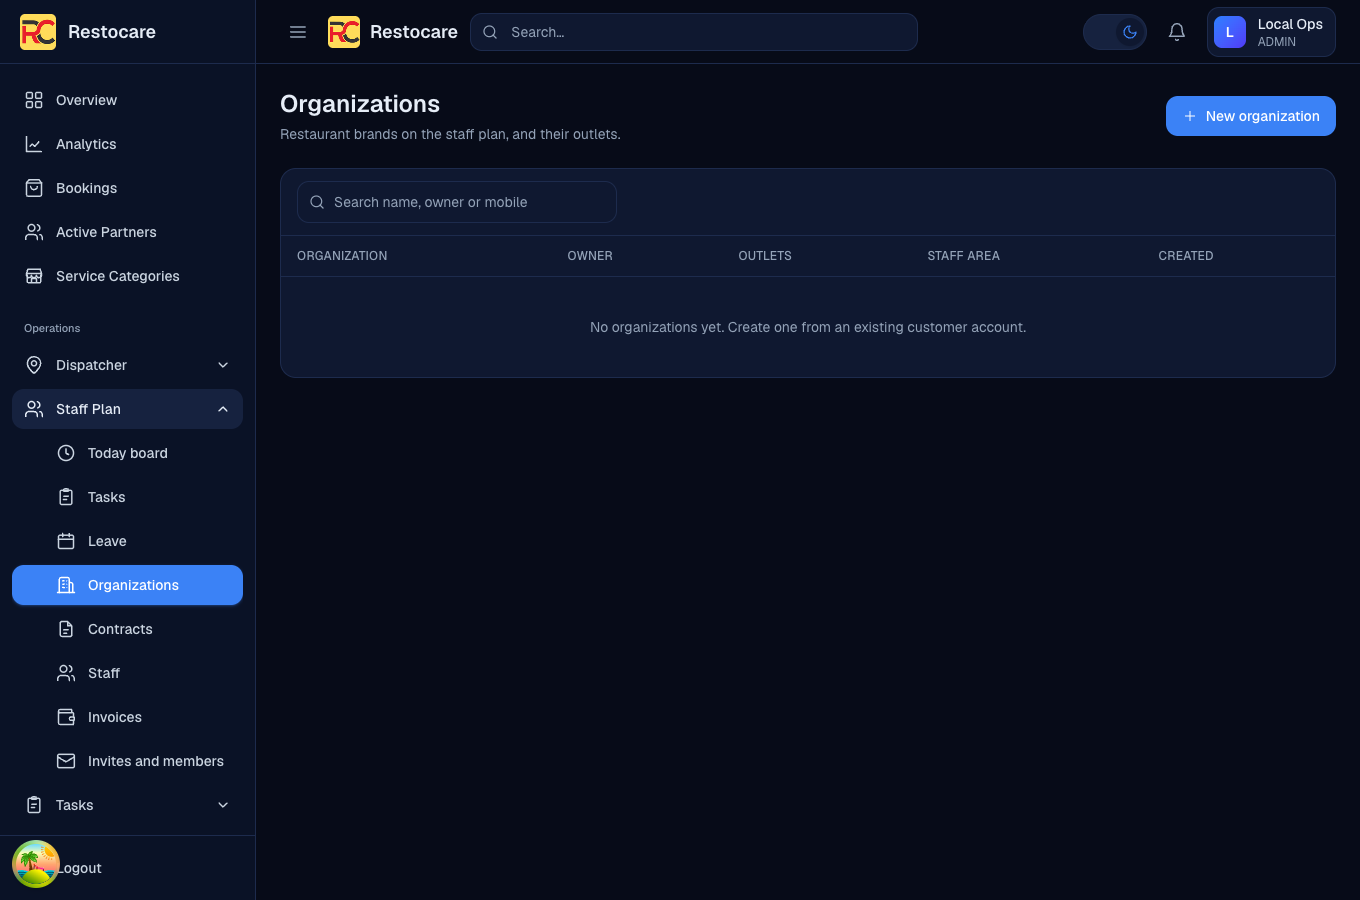 RC Restocare
RC Restocare
Search...
L
Local Ops
ADMIN
Overview
Analytics
Bookings
Active Partners
Service Categories
Operations
Dispatcher
Staff Plan
Today board
Tasks
Leave
Organizations
Contracts
Staff
Invoices
Invites and members
Tasks
Logout
Organizations
Restaurant brands on the staff plan, and their outlets.
New organization
Search name, owner or mobile
ORGANIZATION OWNER OUTLETS STAFF AREA CREATED
No organizations yet. Create one from an existing customer account.